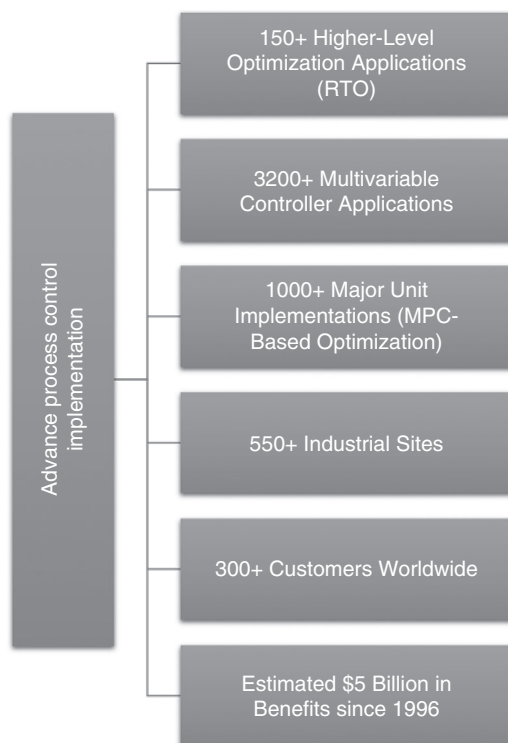 150+ Higher-Level
Optimization Applications
(RTO)
3200+ Multivariable
Controller Applications
1000+ Major Unit
Implementations (MPC-
Based Optimization)
550+ Industrial Sites
300+ Customers Worldwide
Estimated $5 Billion in
Benefits since 1996
Advance process control
implementation